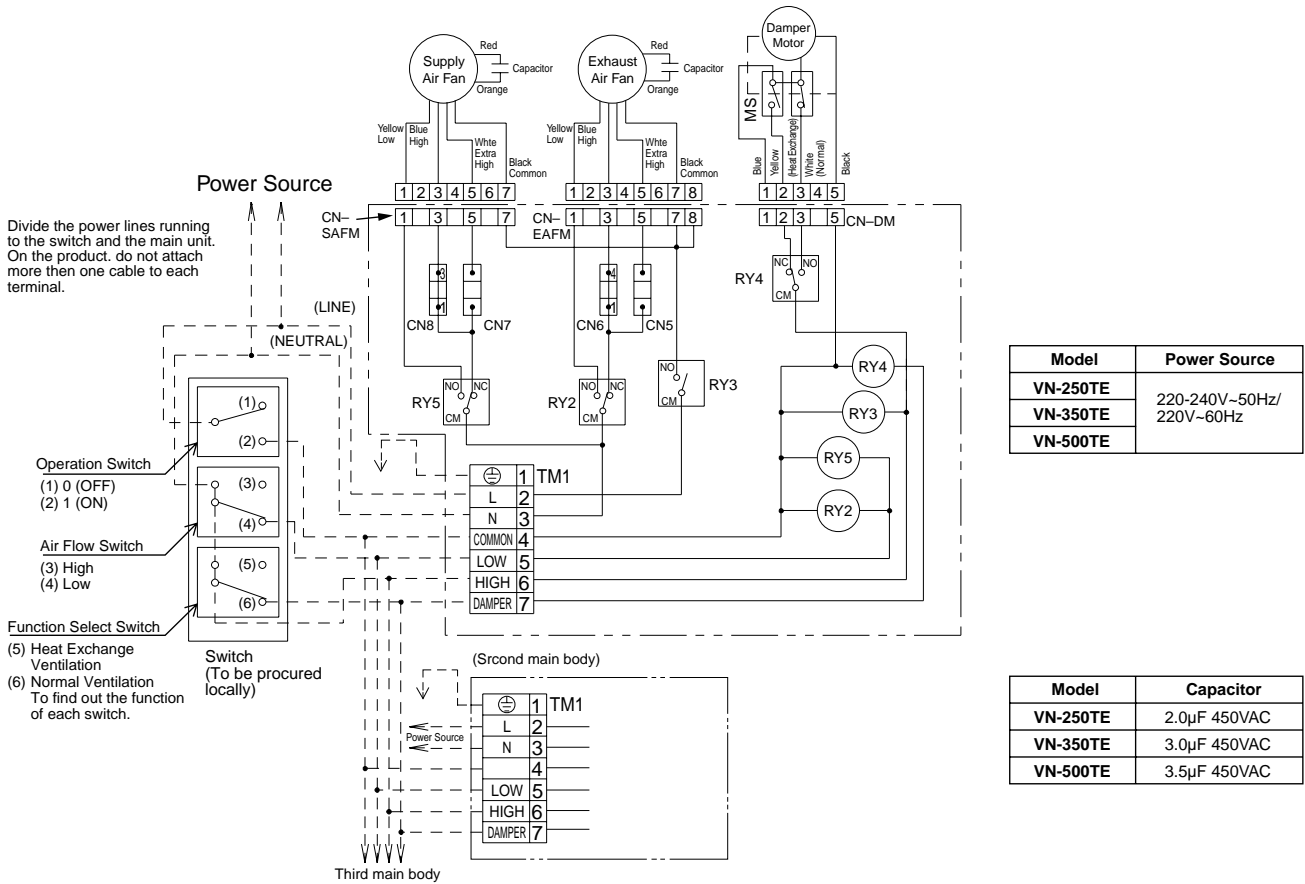 Damper
Motor
Supply
Air Fan
Red
Capacitor
Orange
Exhaust
Air Fan
Red
Capacitor
Orange
MS
Yellow
Low
Blue
High
Whte
Extra
High
Black
Common
Yellow
Low
Blue
High
White
Extra
High
Black
Common
Blue
Yellow
(Heat Exchange)
White
(Normal)
Black
1 2 3 4 5 6 7
1 2 3 4 5 6 7 8
1 2 3 4 5
CN–
SAFM
1 3 5 7
CN–
EAFM
1 3 5 7 8
1 2 3 5
CN–DM
Power Source
Divide the power lines running
to the switch and the main unit.
On the product. do not attach
more then one cable to each
terminal.
(LINE)
(NEUTRAL)
3
1
CN8
CN7
4
1
CN6
CN5
RY4
NC NO
CM
RY5
NO NC
CM
RY2
NO NC
CM
NO
CM
RY3
RY4
RY3
RY5
RY2
(1)
(2)
(3)
(4)
(5)
(6)
Operation Switch
(1) 0 (OFF)
(2) 1 (ON)
Air Flow Switch
(3) High
(4) Low
Function Select Switch
(5) Heat Exchange
Ventilation
(6) Normal Ventilation
To find out the function
of each switch.
Switch
(To be procured
locally)
1 TM1
L 2
N 3
COMMON 4
LOW 5
HIGH 6
DAMPER 7
(Srcond main body)
1 TM1
L 2
Power Source
N 3
4
LOW 5
HIGH 6
DAMPER 7
Third main body
Model Power Source
VN-250TE 220-240V~50Hz/
VN-350TE 220V~60Hz
VN-500TE
Model Capacitor
VN-250TE 2.0µF 450VAC
VN-350TE 3.0µF 450VAC
VN-500TE 3.5µF 450VAC